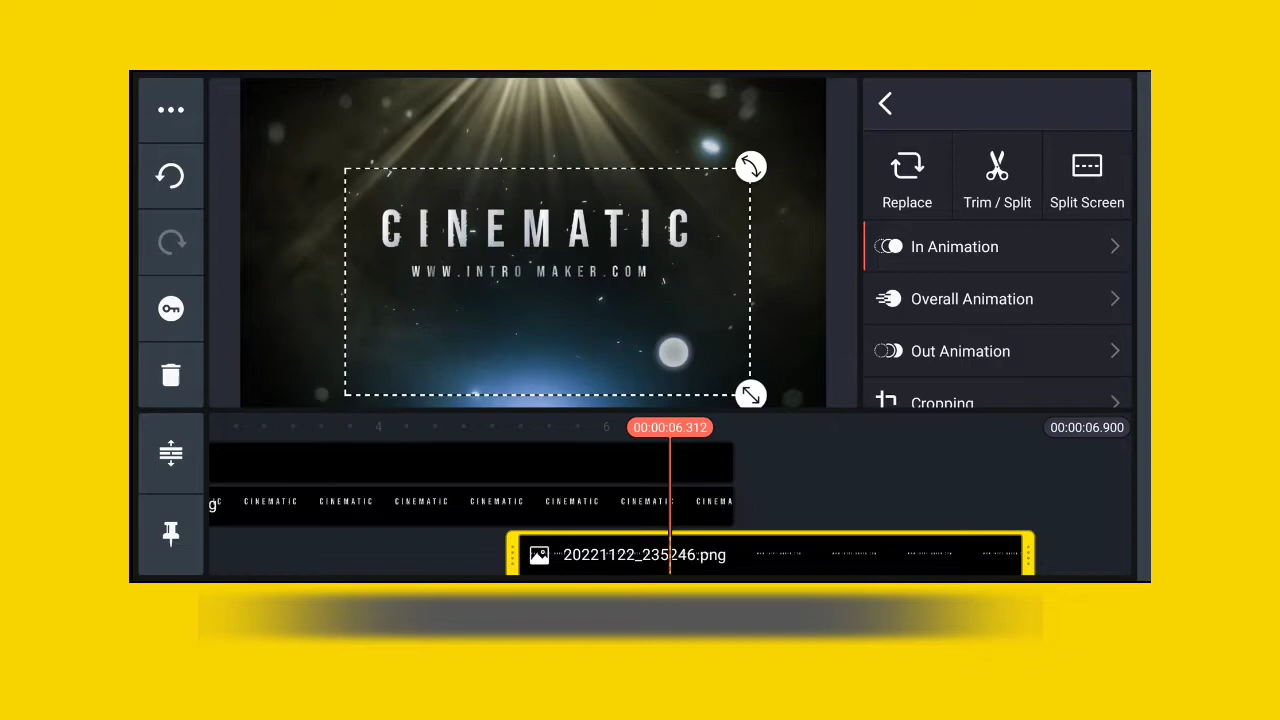 CINEMATIC
WWW.INTRO MAKER.COM
Replace
Trim / Split
Split Screen
In Animation
Overall Animation
Out Animation
Cropping
4
6
00:00:06.312
00:00:06.900
g
CINEMATIC CINEMATIC CINEMATIC CINEMATIC CINEMATIC CINEMATIC CINEMA
20221122_235246.png